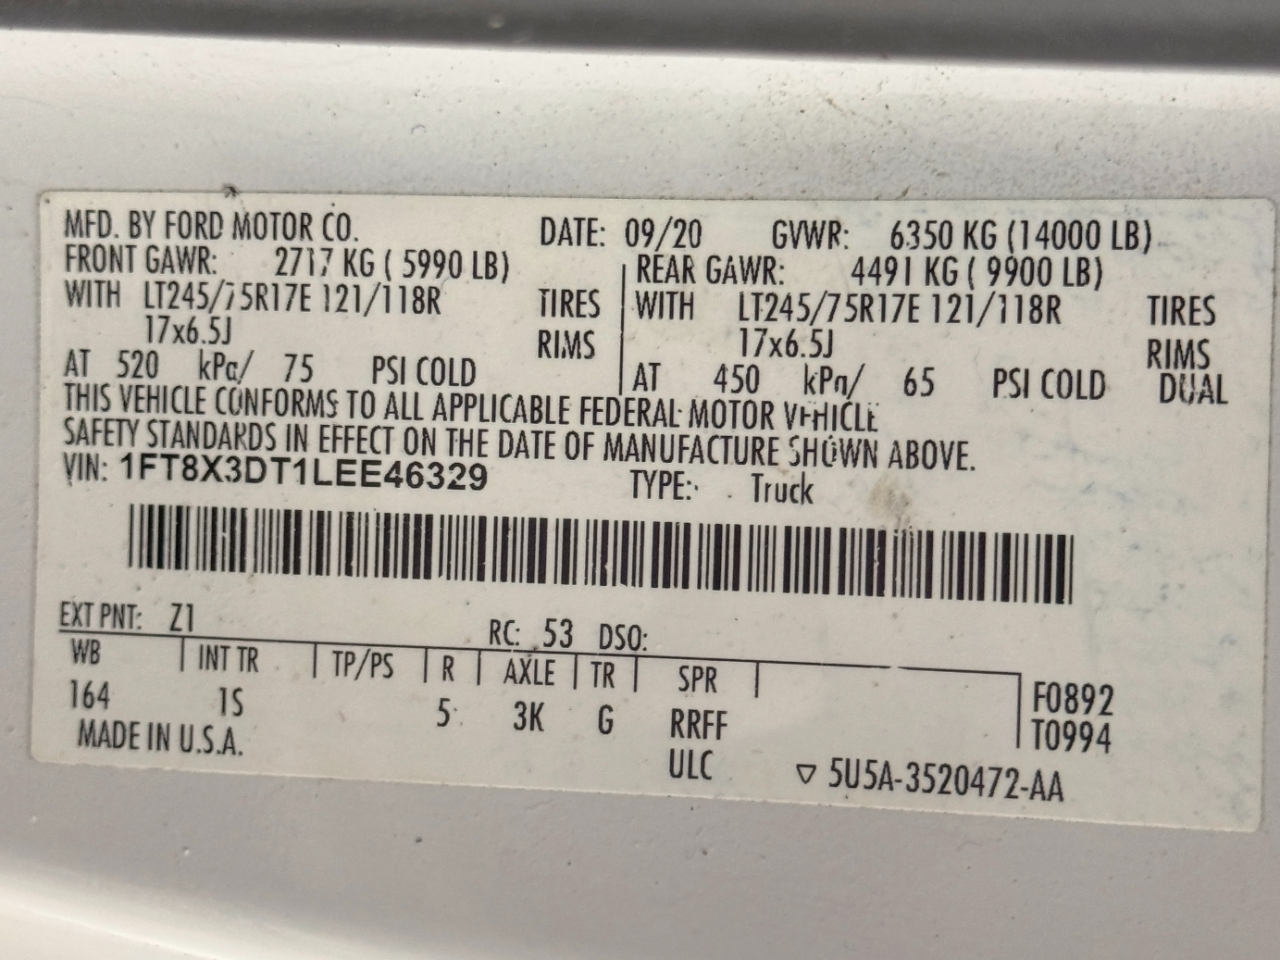 MFD. BY FORD MOTOR CO. DATE: 09/20 GVWR: 6350 KG (14000 LB)
FRONT GAWR: 2717 KG ( 5990 LB) REAR GAWR: 4491 KG ( 9900 LB)
WITH LT245/75R17E 121/118R TIRES WITH LT245/75R17E 121/118R TIRES
17x6.5J RIMS 17x6.5J RIMS
AT 520 kPa/ 75 PSI COLD AT 450 kPa/ 65 PSI COLD DUAL
THIS VEHICLE CONFORMS TO ALL APPLICABLE FEDERAL MOTOR VEHICLE
SAFETY STANDARDS IN EFFECT ON THE DATE OF MANUFACTURE SHOWN ABOVE.
VIN: 1FT8X3DT1LEE46329 TYPE: Truck
EXT PNT: Z1 RC: 53 DSO:
WB INT TR TP/PS R AXLE TR SPR
164 1S 5 3K G RRFF F0892
T0994
MADE IN U.S.A. ULC ▽ 5U5A-3520472-AA